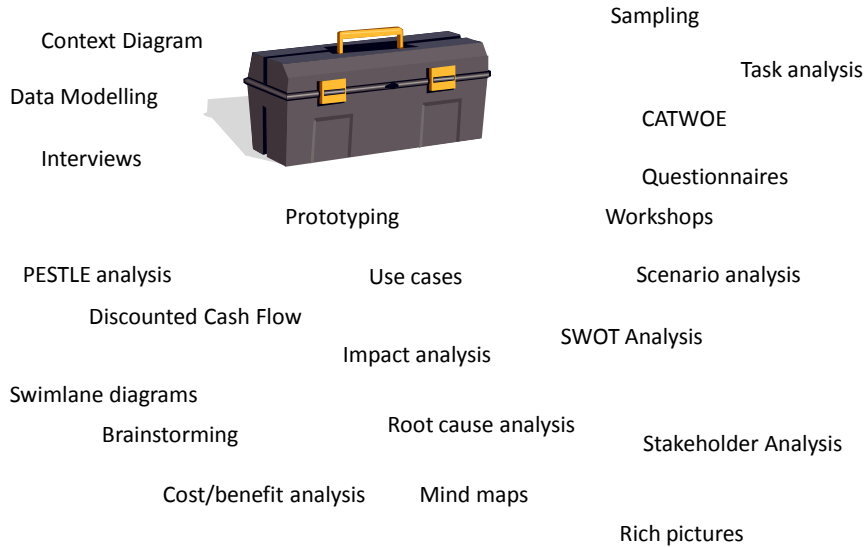 Sampling
Context Diagram
Task analysis
Data Modelling
CATWOE
Interviews
Questionnaires
Prototyping
Workshops
PESTLE analysis
Use cases
Scenario analysis
Discounted Cash Flow
SWOT Analysis
Impact analysis
Swimlane diagrams
Root cause analysis
Brainstorming
Stakeholder Analysis
Cost/benefit analysis
Mind maps
Rich pictures